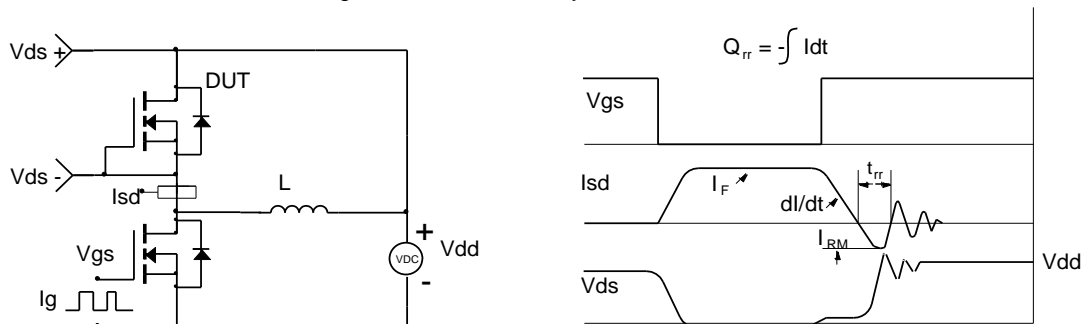 Vds +
DUT
Vds -
Isd
L
Vgs
Ig
+
VDC
-
Vdd
Qrr = -∫ Idt
Vgs
Isd
IF
dI/dt
trr
IRM
Vds
Vdd